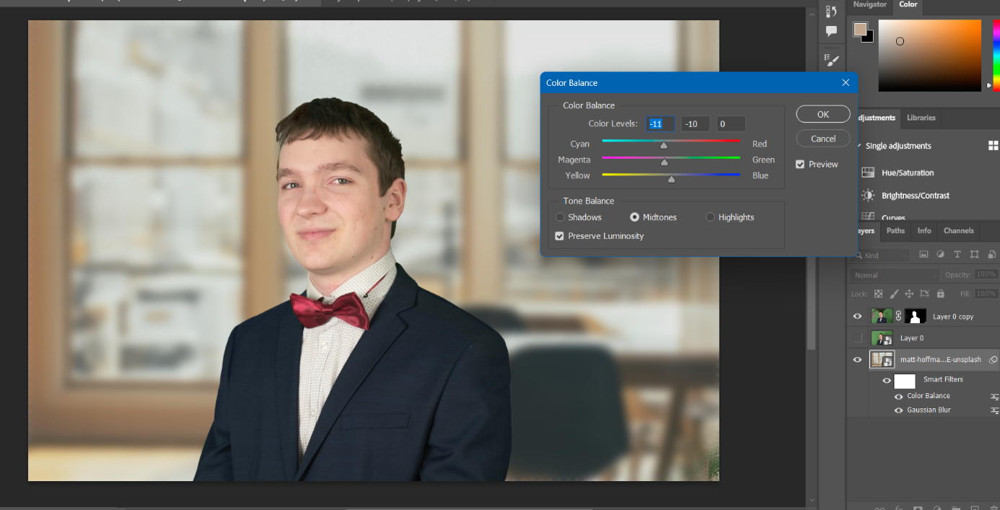 Navigator Color
Color Balance
Color Balance
Color Levels: -11 -10 0
OK
Cyan Red
Cancel
Magenta Green
Preview
Yellow Blue
Tone Balance
Shadows Midtones Highlights
Preserve Luminosity
djustments Libraries
Single adjustments
Hue/Saturation
Brightness/Contrast
Curves
ayers Paths Info Channels
Kind
Normal Opacity: 100%
Lock: Fill: 100%
Layer 0 copy
Layer 0
matt-hoffma...E-unsplash
Smart Filters
Color Balance
Gaussian Blur